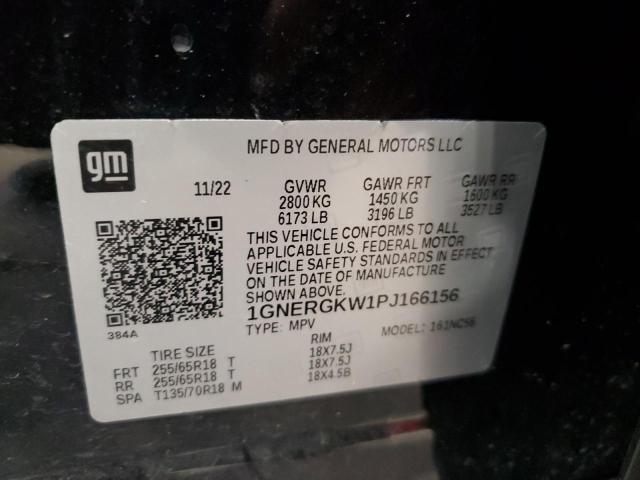 gm
MFD BY GENERAL MOTORS LLC
11/22 GVWR GAWR FRT GAWR RR
2800 KG 1450 KG 1600 KG
6173 LB 3196 LB 3527 LB
THIS VEHICLE CONFORMS TO ALL
APPLICABLE U.S. FEDERAL MOTOR
VEHICLE SAFETY STANDARDS IN EFFECT
ON THE DATE OF MANUFACTURE
SHOWN ABOVE.
1GNERGKW1PJ166156
384A TYPE: MPV MODEL: 1G1NC56
TIRE SIZE RIM
FRT 255/65R18 T 18X7.5J
RR 255/65R18 T 18X7.5J
SPA T135/70R18 M 18X4.5B